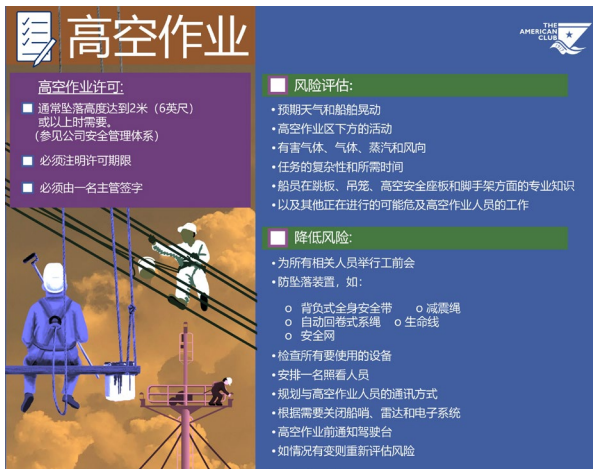 高空作业
THE
AMERICAN
CLUB
高空作业许可:
通常坠落高度达到2米（6英尺）
或以上时需要。
（参见公司安全管理体系）
必须注明许可期限
必须由一名主管签字
风险评估:
•预期天气和船舶晃动
•高空作业区下方的活动
•有害气体、气体、蒸汽和风向
•任务的复杂性和所需时间
•船员在跳板、吊笼、高空安全座板和脚手架方面的专业知识
•以及其他正在进行的可能危及高空作业人员的工作
降低风险:
•为所有相关人员举行工前会
•防坠落装置，如:
o 背负式全身安全带 o 减震绳
o 自动回卷式系绳 o 生命线
o 安全网
•检查所有要使用的设备
•安排一名照看人员
•规划与高空作业人员的通讯方式
•根据需要关闭船哨、雷达和电子系统
•高空作业前通知驾驶台
•如情况有变则重新评估风险